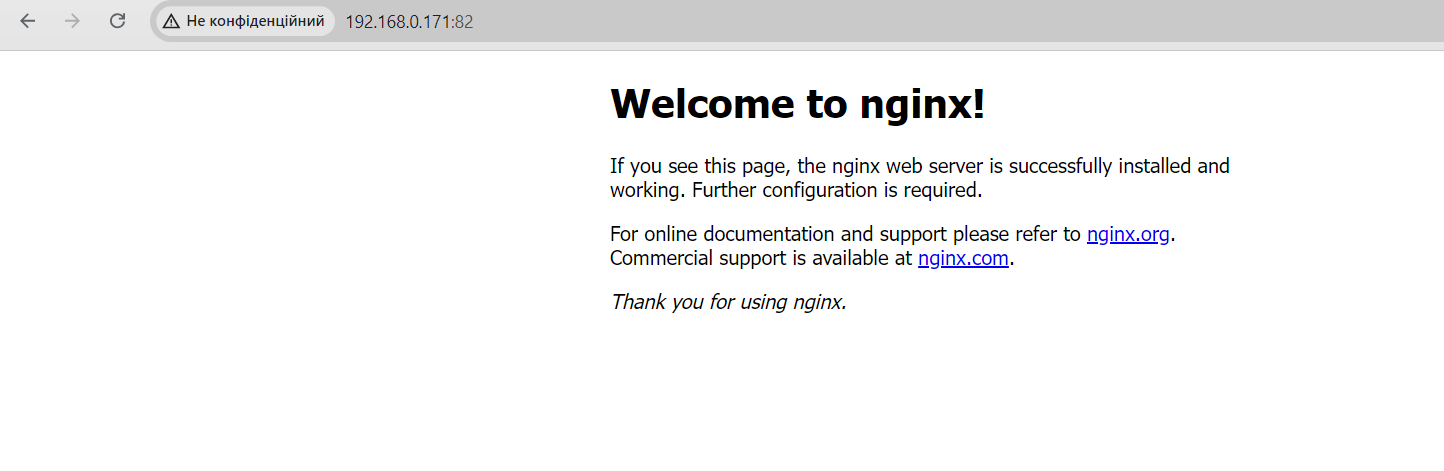 Не конфіденційний 192.168.0.171:82
Welcome to nginx!
If you see this page, the nginx web server is successfully installed and
working. Further configuration is required.
For online documentation and support please refer to nginx.org.
Commercial support is available at nginx.com.
Thank you for using nginx.